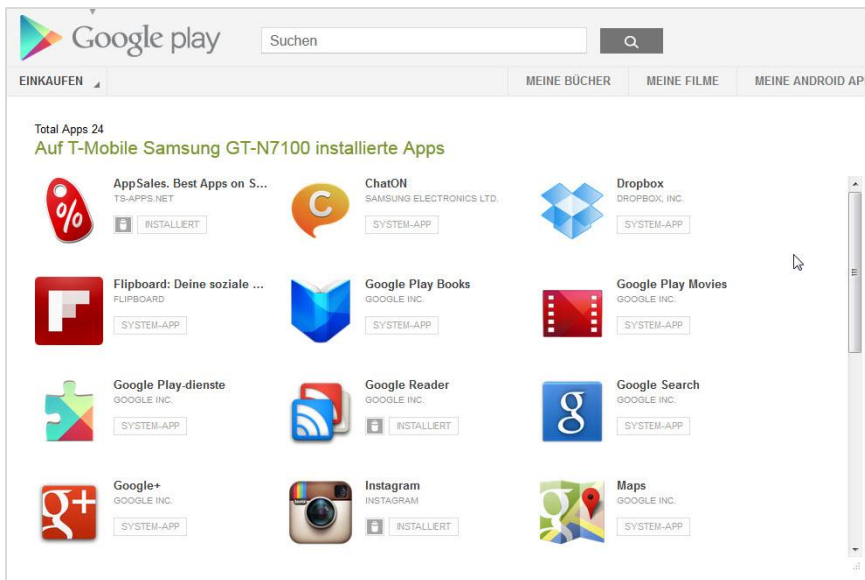 Google play
Suchen
EINKAUFEN
MEINE BÜCHER
MEINE FILME
MEINE ANDROID AP
Total Apps 24
Auf T-Mobile Samsung GT-N7100 installierte Apps
AppSales. Best Apps on S...
TS-APPS.NET
INSTALLIERT
ChatON
SAMSUNG ELECTRONICS LTD.
SYSTEM-APP
Dropbox
DROPBOX, INC.
SYSTEM-APP
Flipboard: Deine soziale ...
FLIPBOARD
SYSTEM-APP
Google Play Books
GOOGLE INC.
SYSTEM-APP
Google Play Movies
GOOGLE INC.
SYSTEM-APP
Google Play-dienste
GOOGLE INC.
SYSTEM-APP
Google Reader
GOOGLE INC.
INSTALLIERT
Google Search
GOOGLE INC.
SYSTEM-APP
Google+
GOOGLE INC.
SYSTEM-APP
Instagram
INSTAGRAM
INSTALLIERT
Maps
GOOGLE INC.
SYSTEM-APP